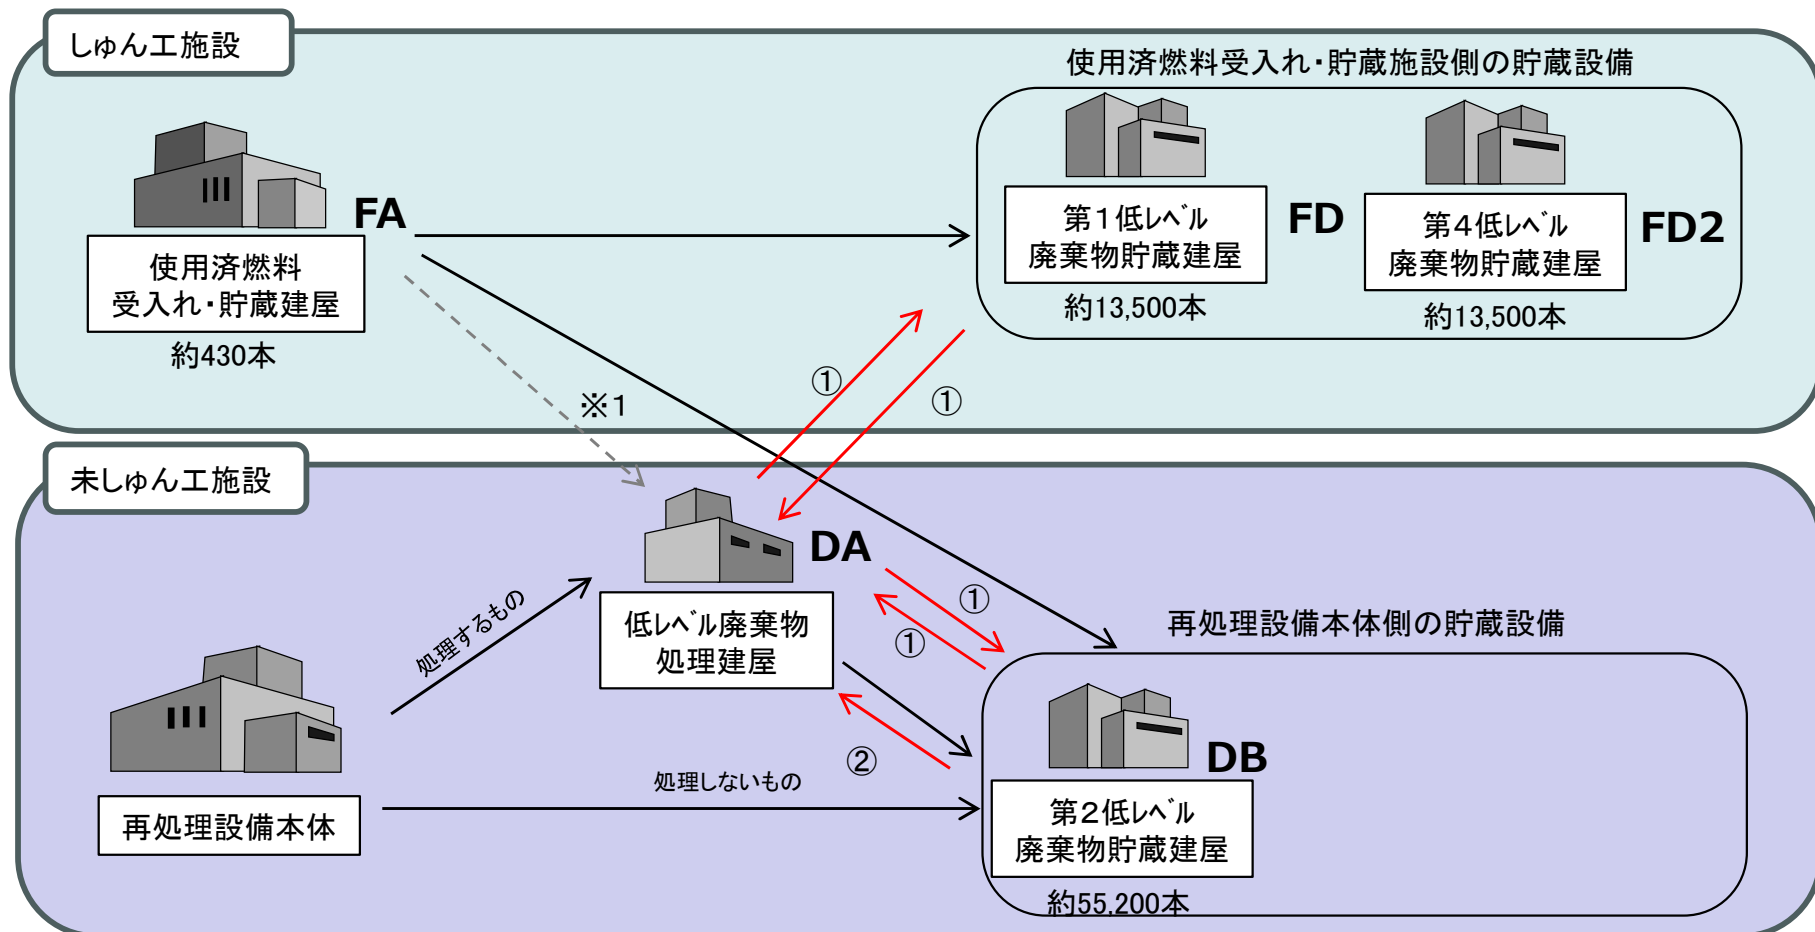 しゅん工施設
使用済燃料受入れ・貯蔵施設側の貯蔵設備
FA
使用済燃料
受入れ・貯蔵建屋
約430本
第１低レベル
廃棄物貯蔵建屋
約13,500本
FD
第４低レベル
廃棄物貯蔵建屋
約13,500本
FD2
①
①
※1
未しゅん工施設
DA
低レベル廃棄物
処理建屋
処理するもの
①
①
②
再処理設備本体側の貯蔵設備
再処理設備本体
処理しないもの
DB
第２低レベル
廃棄物貯蔵建屋
約55,200本